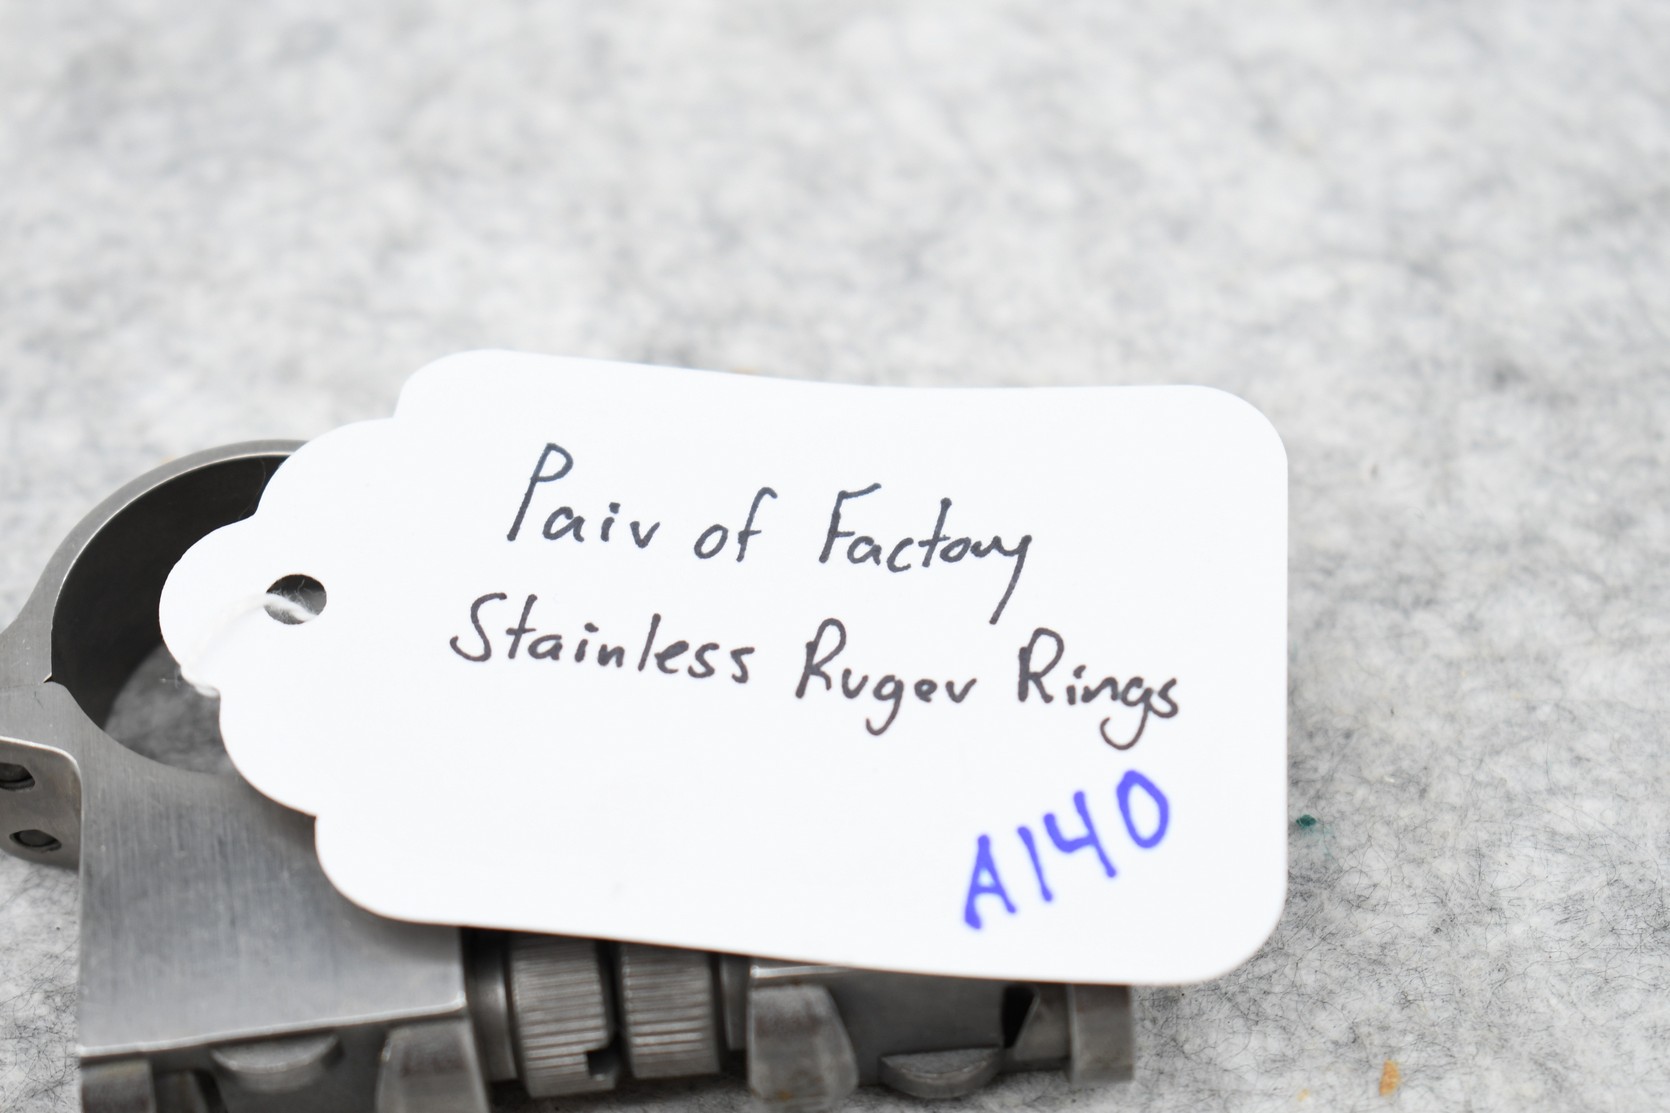 Pair of Factory
Stainless Ruger Rings
A140